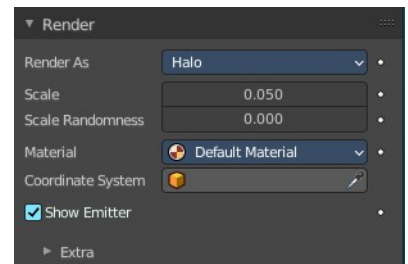 Render
Render As Halo
Scale 0.050
Scale Randomness 0.000
Material Default Material
Coordinate System
Show Emitter
Extra